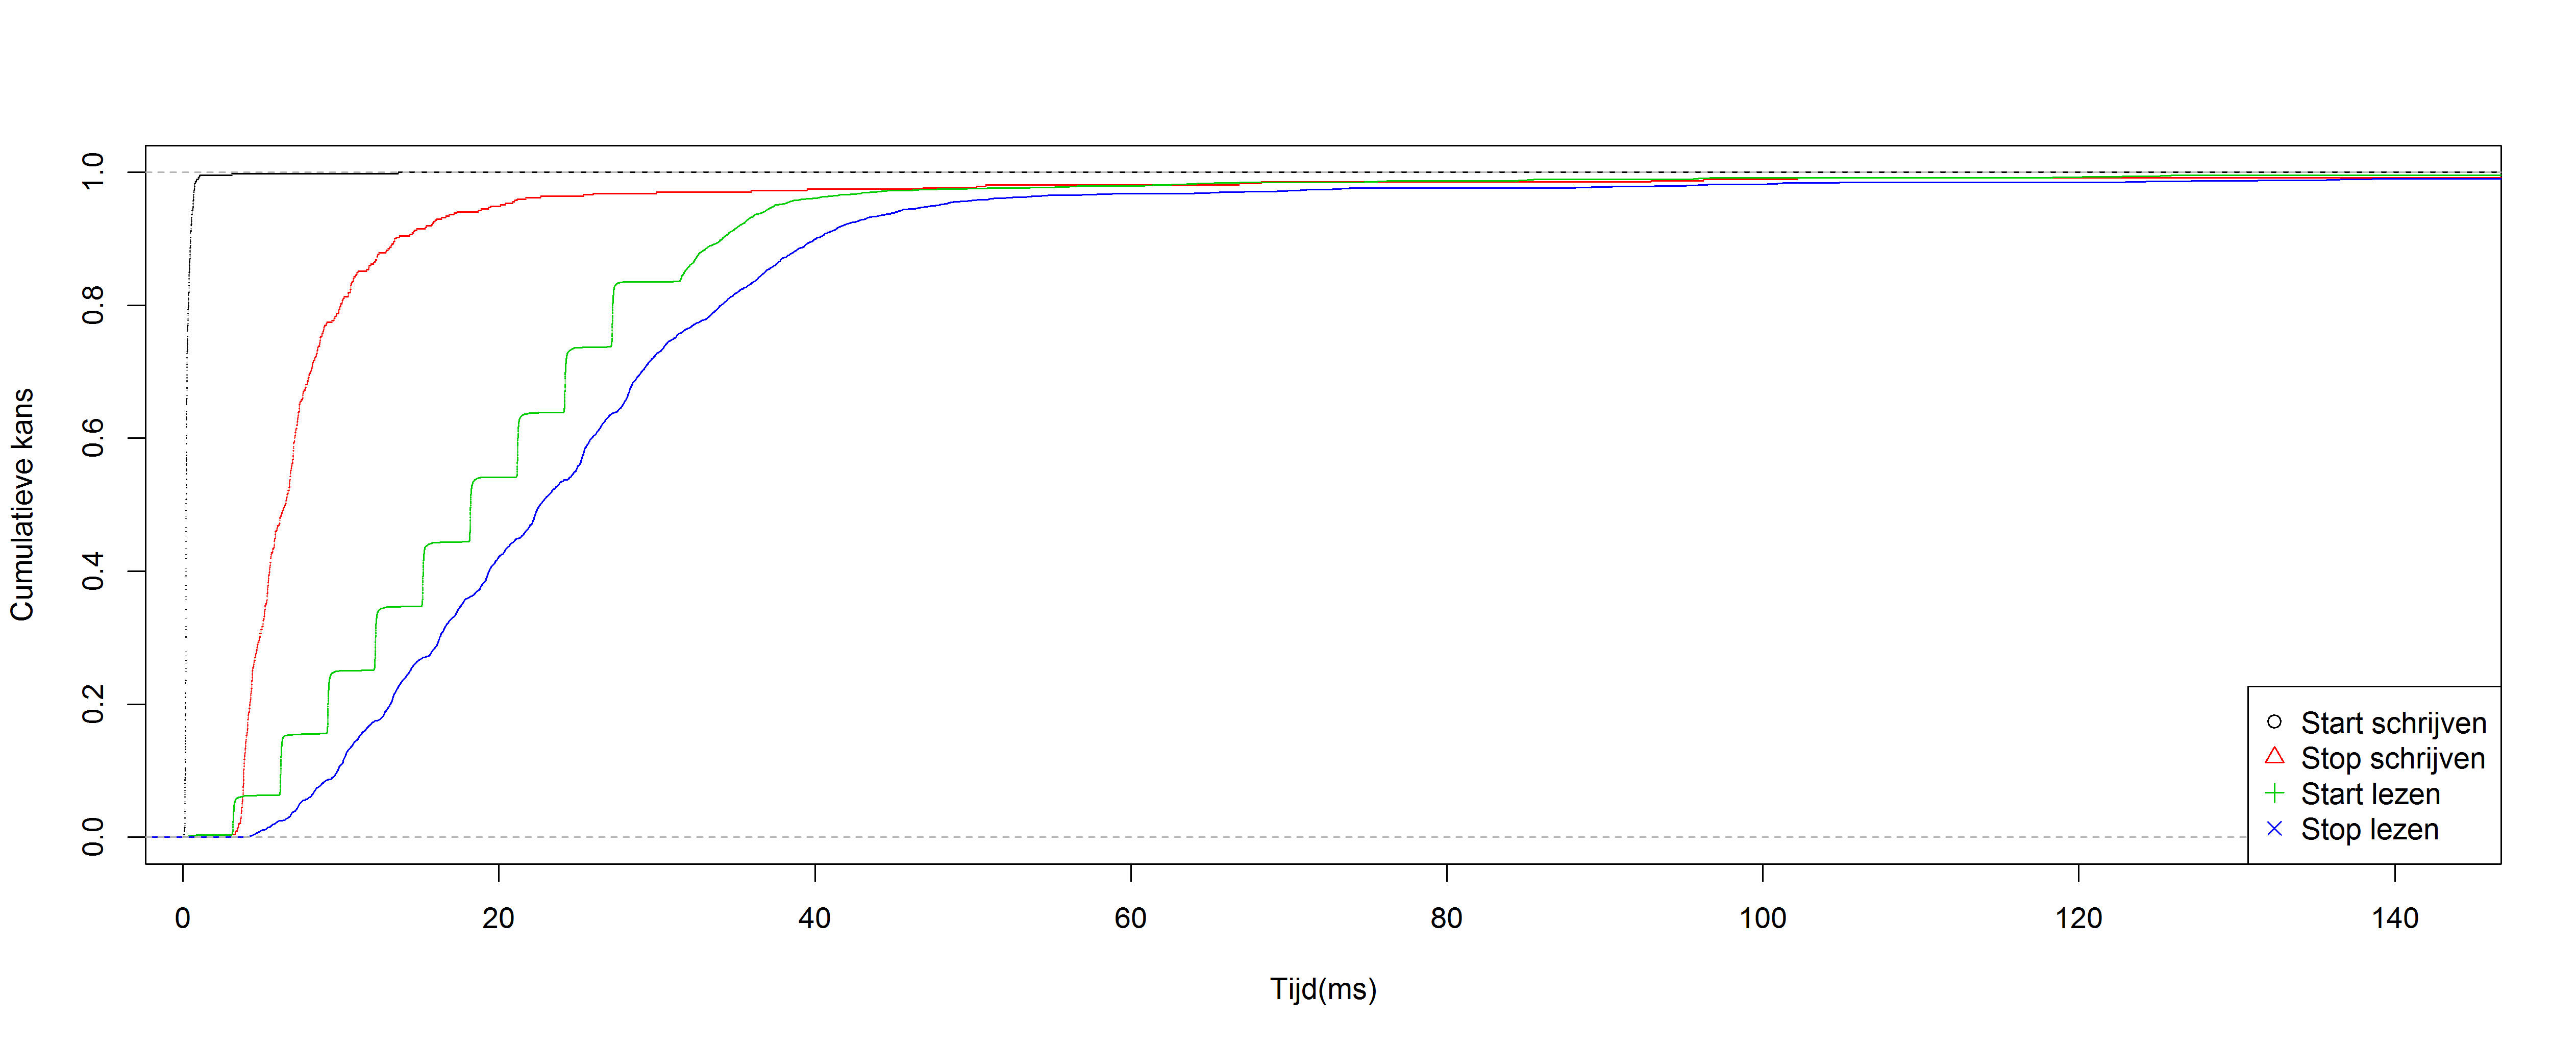 Cumulatieve kans
1.0
0.8
0.6
0.4
0.2
0.0
Start schrijven
Stop schrijven
Start lezen
Stop lezen
0 20 40 60 80 100 120 140
Tijd(ms)